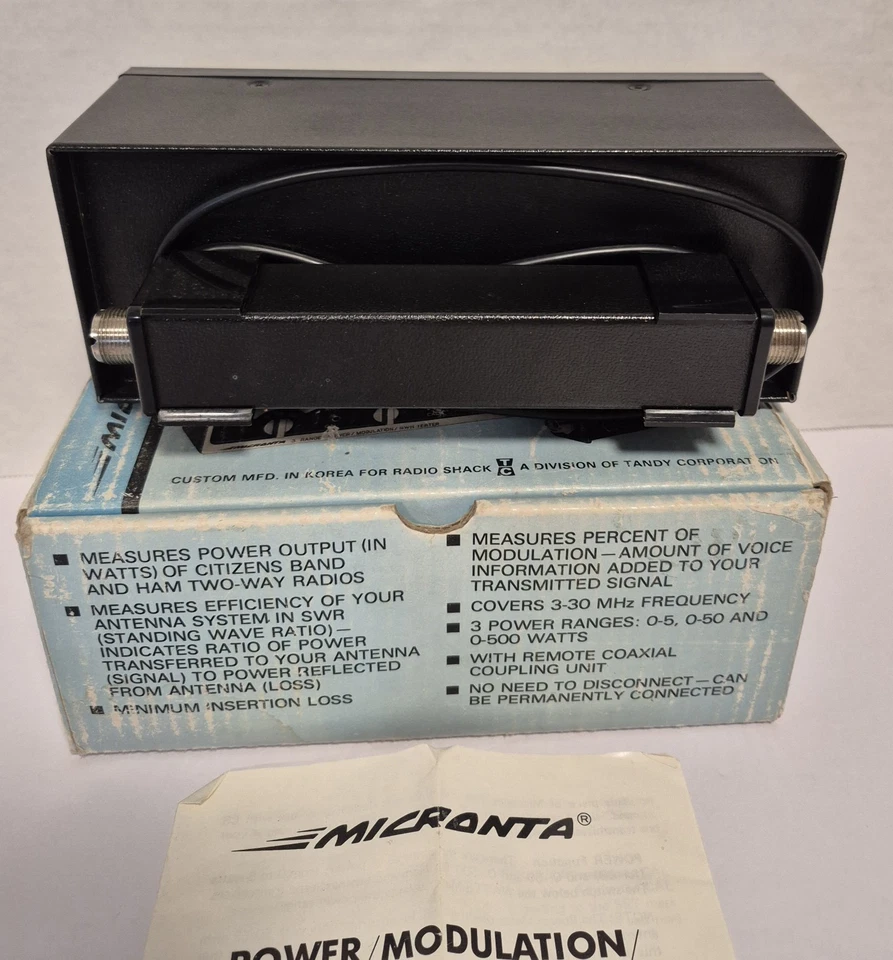 MICRONTA
CUSTOM MFD. IN KOREA FOR RADIO SHACK TC A DIVISION OF TANDY CORPORATION
■ MEASURES POWER OUTPUT (IN
WATTS) OF CITIZENS BAND
AND HAM TWO-WAY RADIOS
■ MEASURES EFFICIENCY OF YOUR
ANTENNA SYSTEM IN SWR
(STANDING WAVE RATIO) —
INDICATES RATIO OF POWER
TRANSFERRED TO YOUR ANTENNA
(SIGNAL) TO POWER REFLECTED
FROM ANTENNA (LOSS)
■ MINIMUM INSERTION LOSS
■ MEASURES PERCENT OF
MODULATION — AMOUNT OF VOICE
INFORMATION ADDED TO YOUR
TRANSMITTED SIGNAL
■ COVERS 3-30 MHz FREQUENCY
■ 3 POWER RANGES: 0-5, 0-50 AND
0-500 WATTS
■ WITH REMOTE COAXIAL
COUPLING UNIT
■ NO NEED TO DISCONNECT — CAN
BE PERMANENTLY CONNECTED
MICRONTA®
POWER/MODULATION/